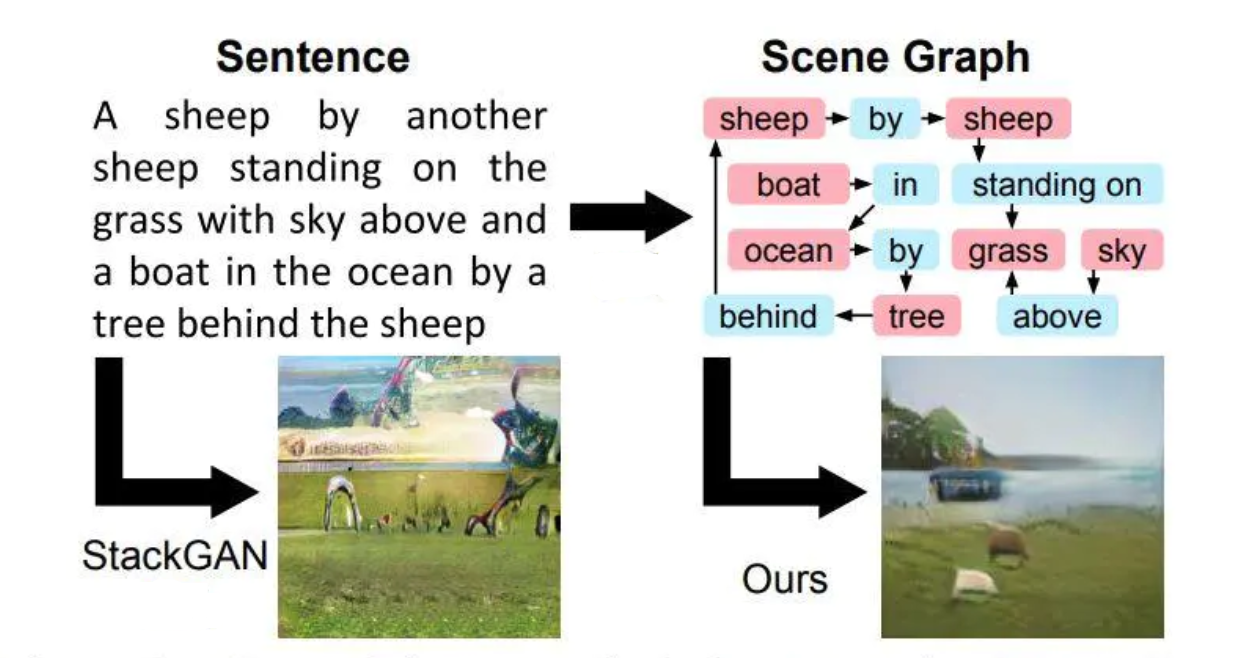 Sentence
A sheep by another
sheep standing on the
grass with sky above and
a boat in the ocean by a
tree behind the sheep
StackGAN
Scene Graph
sheep by sheep
boat in standing on
ocean by grass sky
behind tree above
Ours